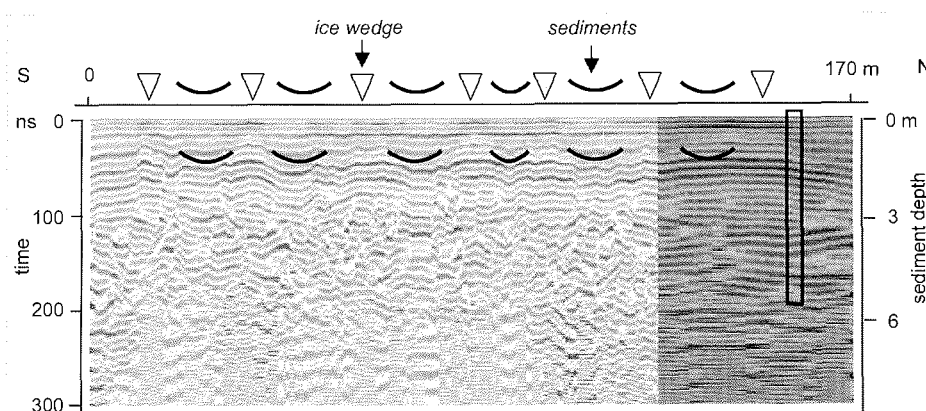 ice wedge sediments
S 0 170 m N
ns 0 0 m
100 3
time
sediment depth
200 6
300